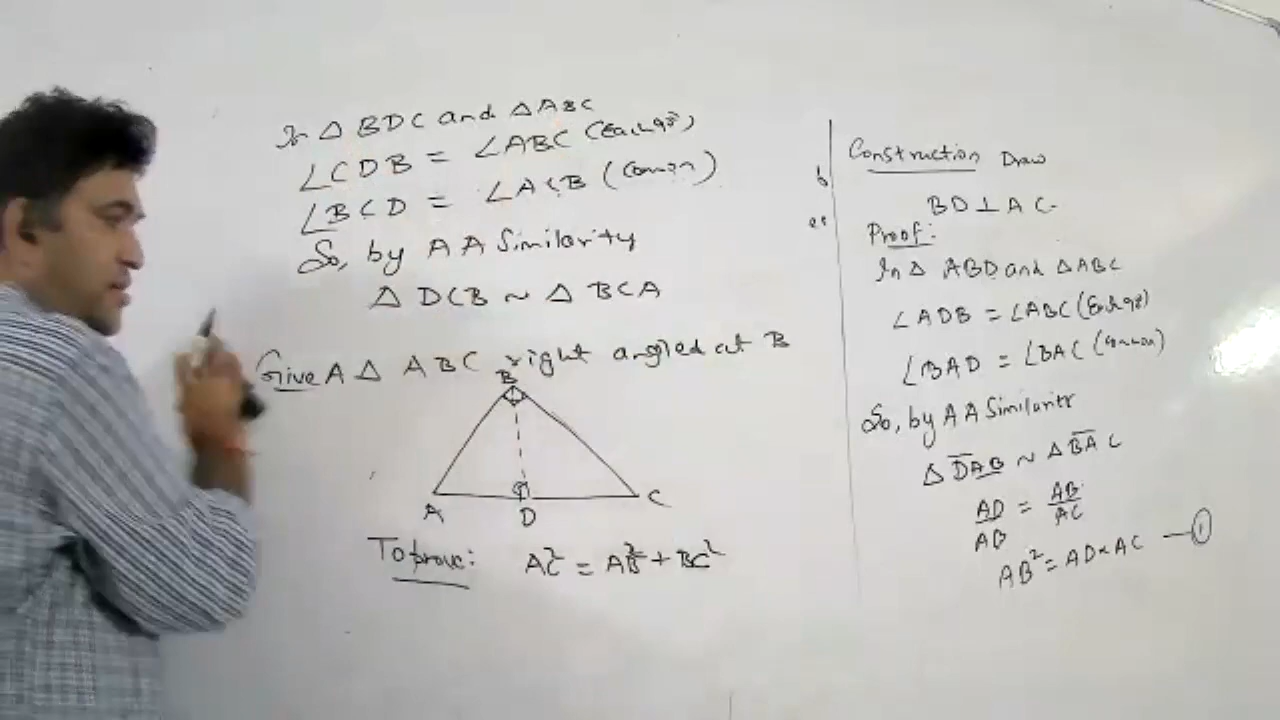 In △ BDC and △ ABC
∠CDB = ∠ABC (Each 90°)
∠BCD = ∠ACB (Common)
So, by AA Similarity
△ DCB ~ △ BCA
Give A △ ABC right angled at B
B
A
D
C
To prove: AC² = AB² + BC²
Construction Draw
BD ⊥ AC.
Proof:
In △ ABD and △ABC
∠ADB = ∠ABC (Each 90°)
∠BAD = ∠BAC (Common)
So, by AA Similarity
△ DAB ~ △ BAC
AD/AB = AB/AC
AB² = AD × AC — ①